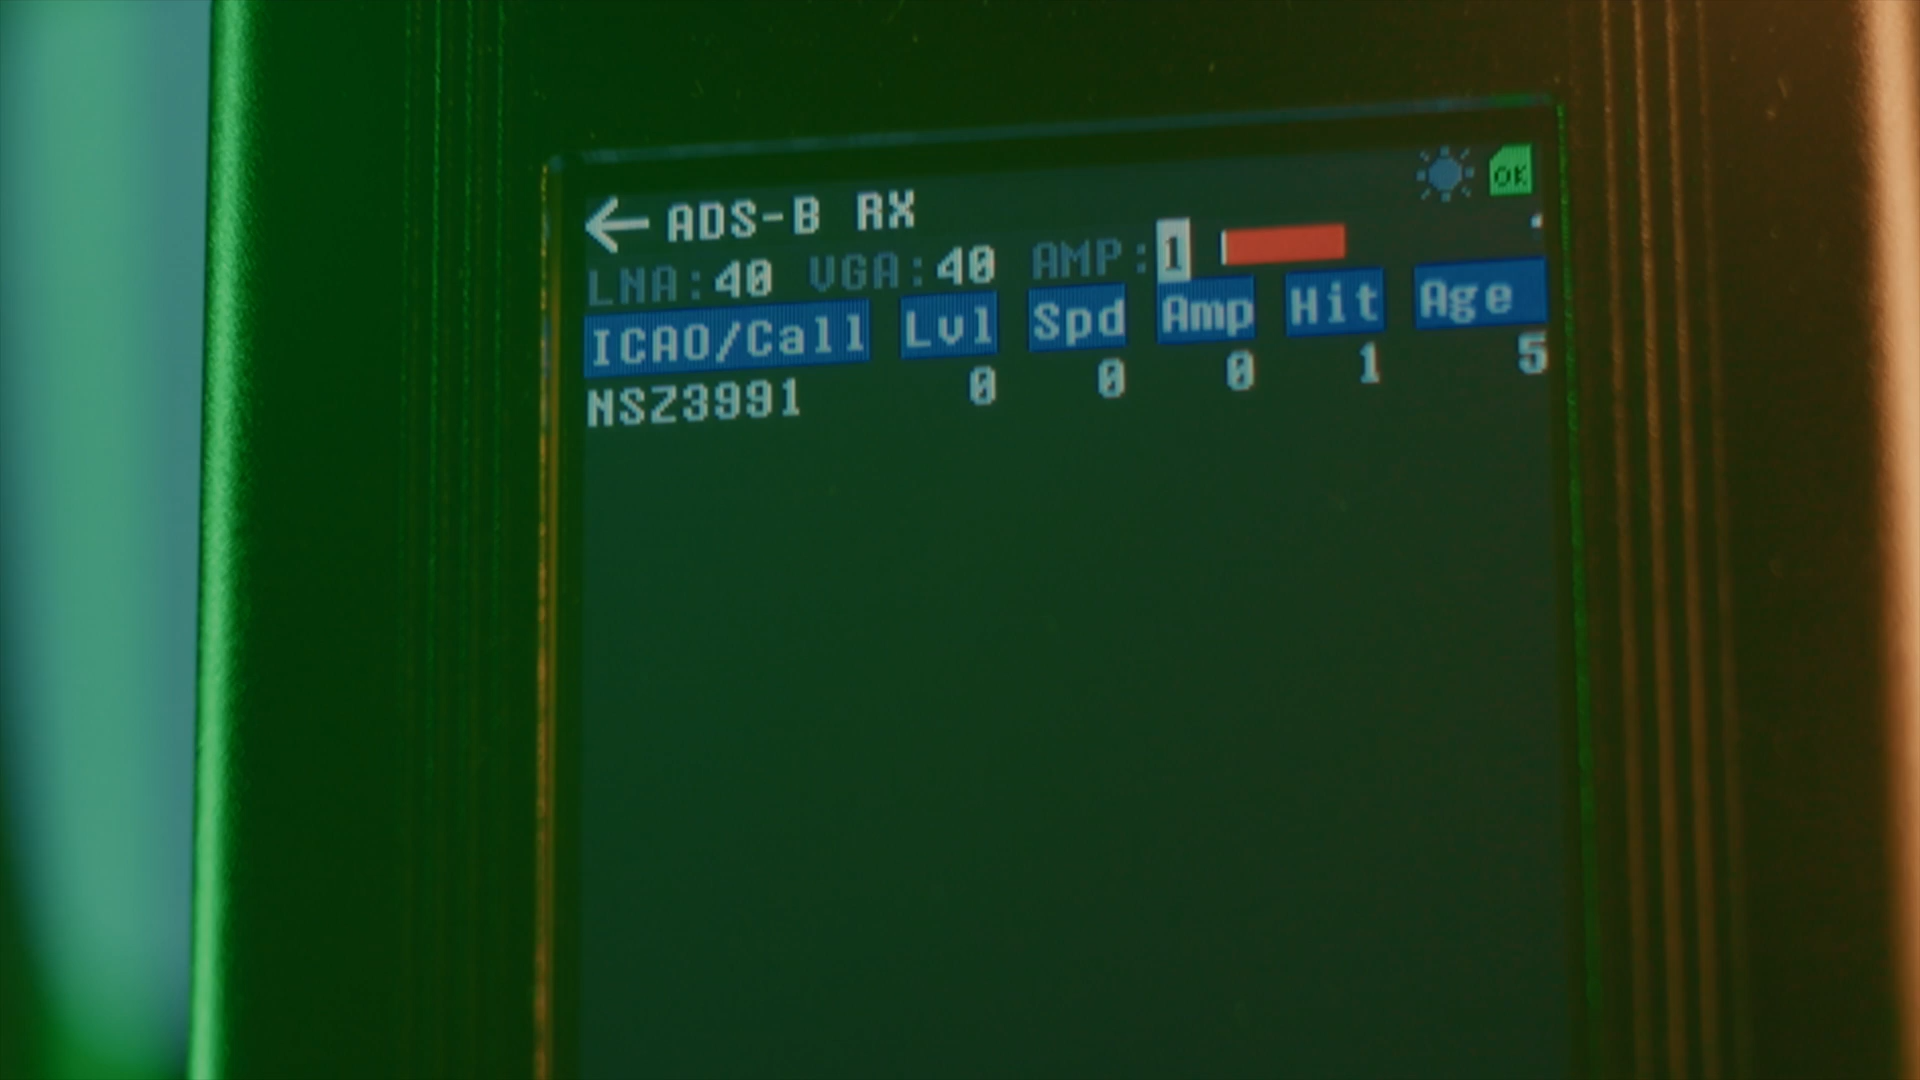 OK
← ADS-B RX
LNA:40 VGA:40 AMP:1
ICAO/Call Lvl Spd Amp Hit Age
NSZ3991 0 0 0 1 5